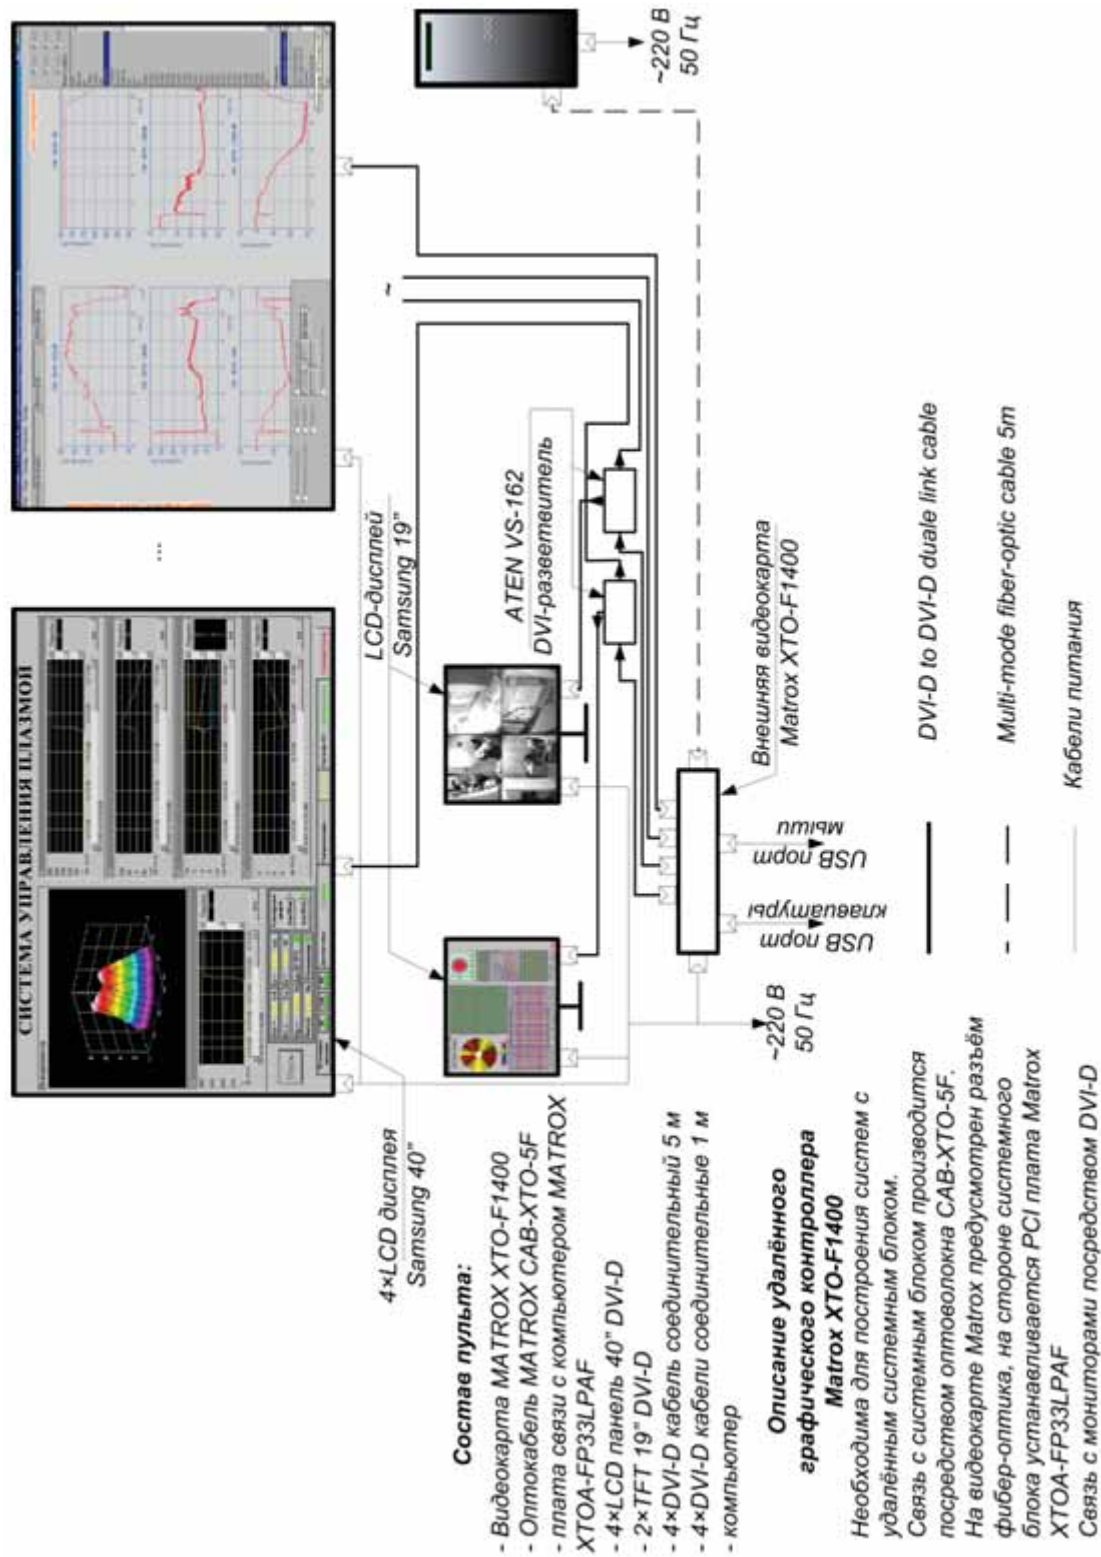 СИСТЕМА УПРАВЛЕНИЯ ПЛАЗМОЙ
...
4×LCD дисплея
Samsung 40”
LCD-дисплей
Samsung 19”
~
~220 В
50 Гц
ATEN VS-162
DVI-разветвитель
Внешняя видеокарта
Matrox XTO-F1400
USB порт
клавиатуры
USB порт
мыши
~220 В
50 Гц
DVI-D to DVI-D duale link cable
Multi-mode fiber-optic cable 5m
Кабели питания
Состав пульта:
- Видеокарта MATROX XTO-F1400
- Оптокабель MATROX CAB-XTO-5F
- плата связи с компьютером MATROX
XTOA-FP33LPAF
- 4×LCD панель 40” DVI-D
- 2×TFT 19” DVI-D
- 4×DVI-D кабель соединительный 5 м
- 4×DVI-D кабели соединительные 1 м
- компьютер
Описание удалённого
графического контроллера
Matrox XTO-F1400
Необходима для построения систем с
удалённым системным блоком.
Связь с системным блоком производится
посредством оптоволокна CAB-XTO-5F.
На видеокарте Matrox предусмотрен разъём
фибер-оптика, на стороне системного
блока устанавливается PCI плата Matrox
XTOA-FP33LPAF
Связь с мониторами посредством DVI-D